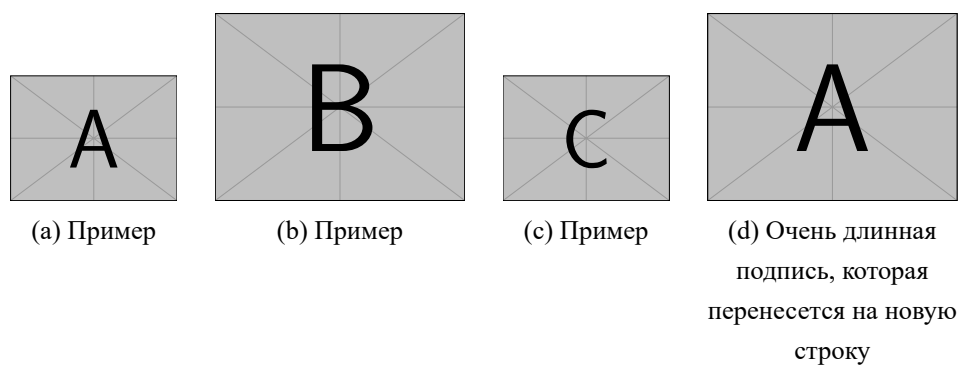 A
B
C
A
(a) Пример
(b) Пример
(c) Пример
(d) Очень длинная
подпись, которая
перенесется на новую
строку